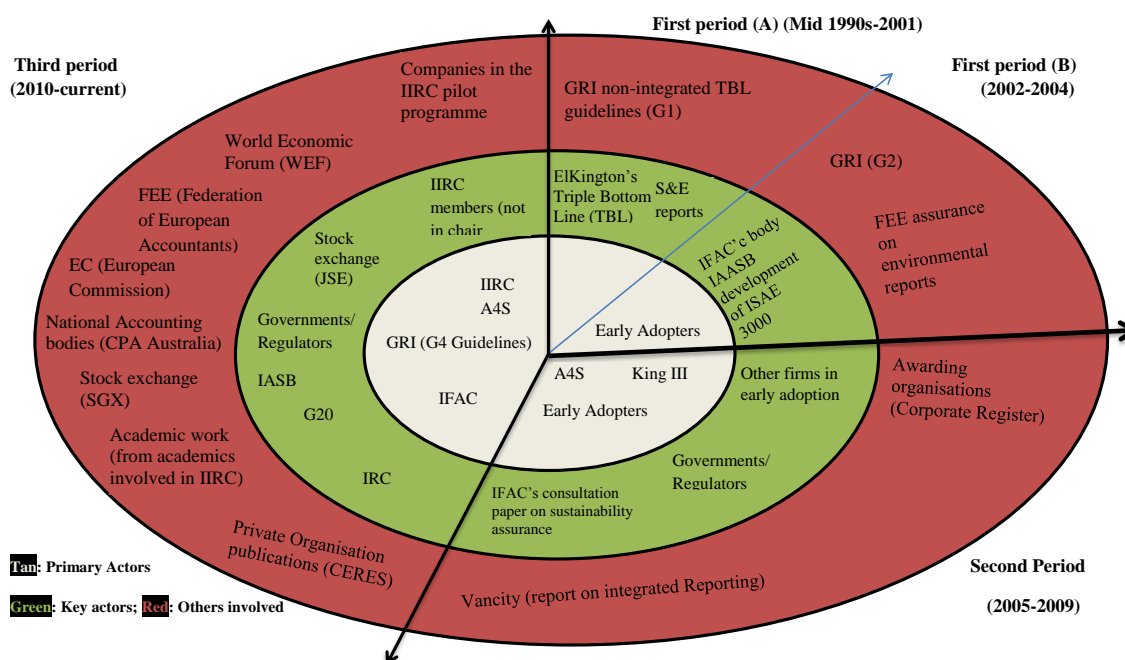 First period (A) (Mid 1990s-2001)
Third period
(2010-current)
First period (B)
(2002-2004)
Companies in the
IIRC pilot
programme
GRI non-integrated TBL
guidelines (G1)
World Economic
Forum (WEF)
GRI (G2)
FEE (Federation
of European
Accountants)
FEE assurance
on
environmental
reports
EC (European
Commission)
National Accounting
bodies (CPA Australia)
Stock exchange
(SGX)
Academic work
(from academics
involved in IIRC)
Private Organisation
publications (CERES)
IIRC
members (not
in chair
ElKington's
Triple Bottom
Line (TBL)
S&E
reports
Stock
exchange
(JSE)
IFAC's body
IAASB
development
of ISAE
3000
Governments/
Regulators
IASB
G20
IRC
IIRC
A4S
GRI (G4 Guidelines)
IFAC
Early Adopters
A4S
King III
Early Adopters
Other firms in
early adoption
Awarding
organisations
(Corporate Register)
Governments/
Regulators
IFAC's consultation
paper on sustainability
assurance
Vancity (report on integrated Reporting)
Second Period
(2005-2009)
Tan: Primary Actors
Green: Key actors; Red: Others involved